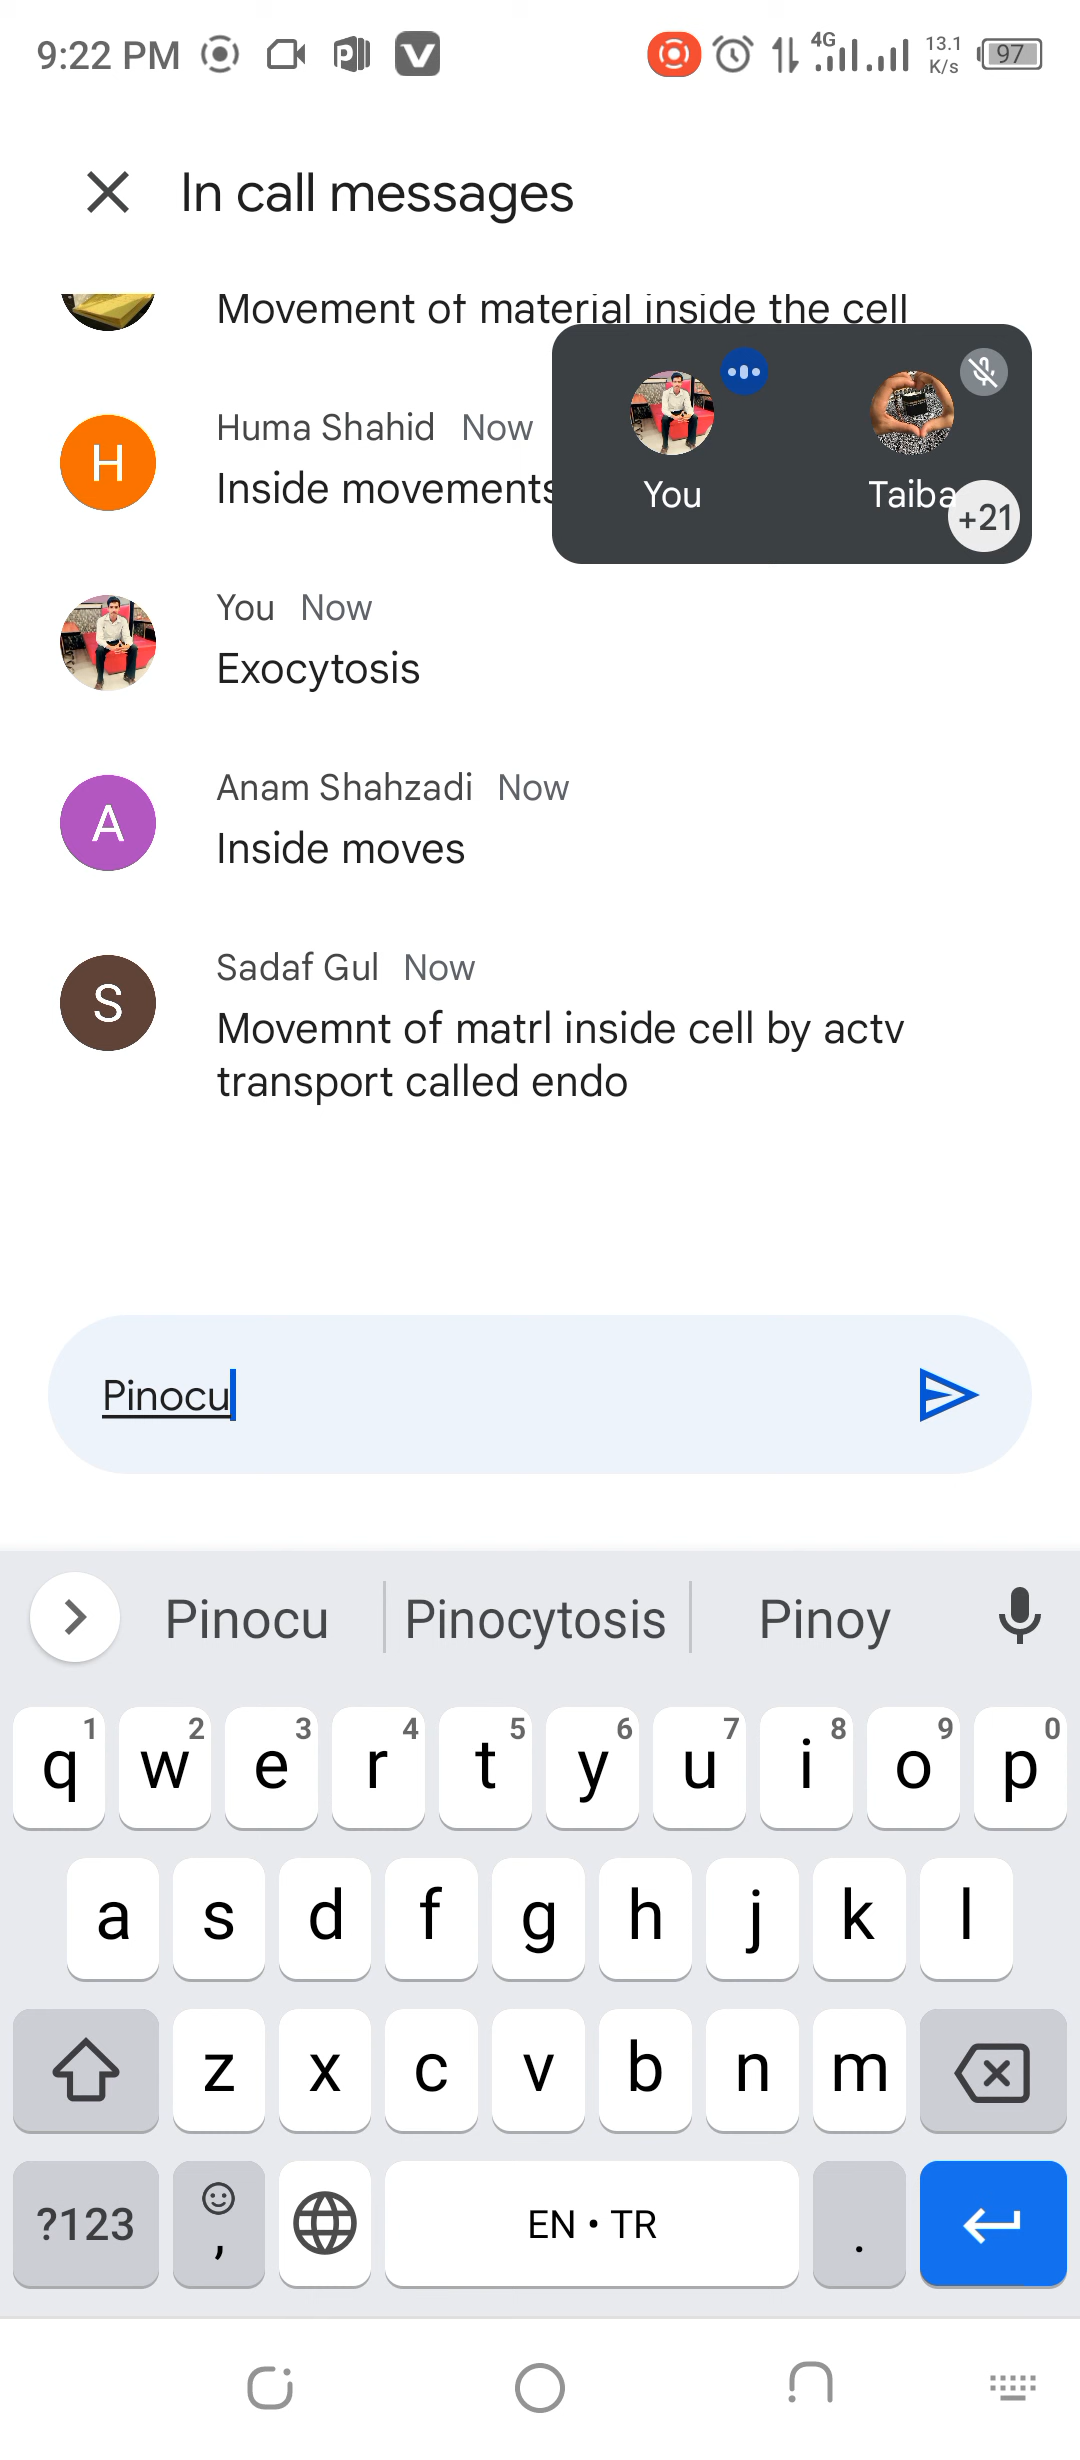 9:22 PM
4G
13.1
K/s
97
In call messages
Movement of material inside the cell
H
Huma Shahid Now
Inside movements
You
Taiba
+21
You Now
Exocytosis
A
Anam Shahzadi Now
Inside moves
S
Sadaf Gul Now
Movemnt of matrl inside cell by actv
transport called endo
Pinocu
Pinocu Pinocytosis Pinoy
1 2 3 4 5 6 7 8 9 0
q w e r t y u i o p
a s d f g h j k l
z x c v b n m
?123 , EN • TR .